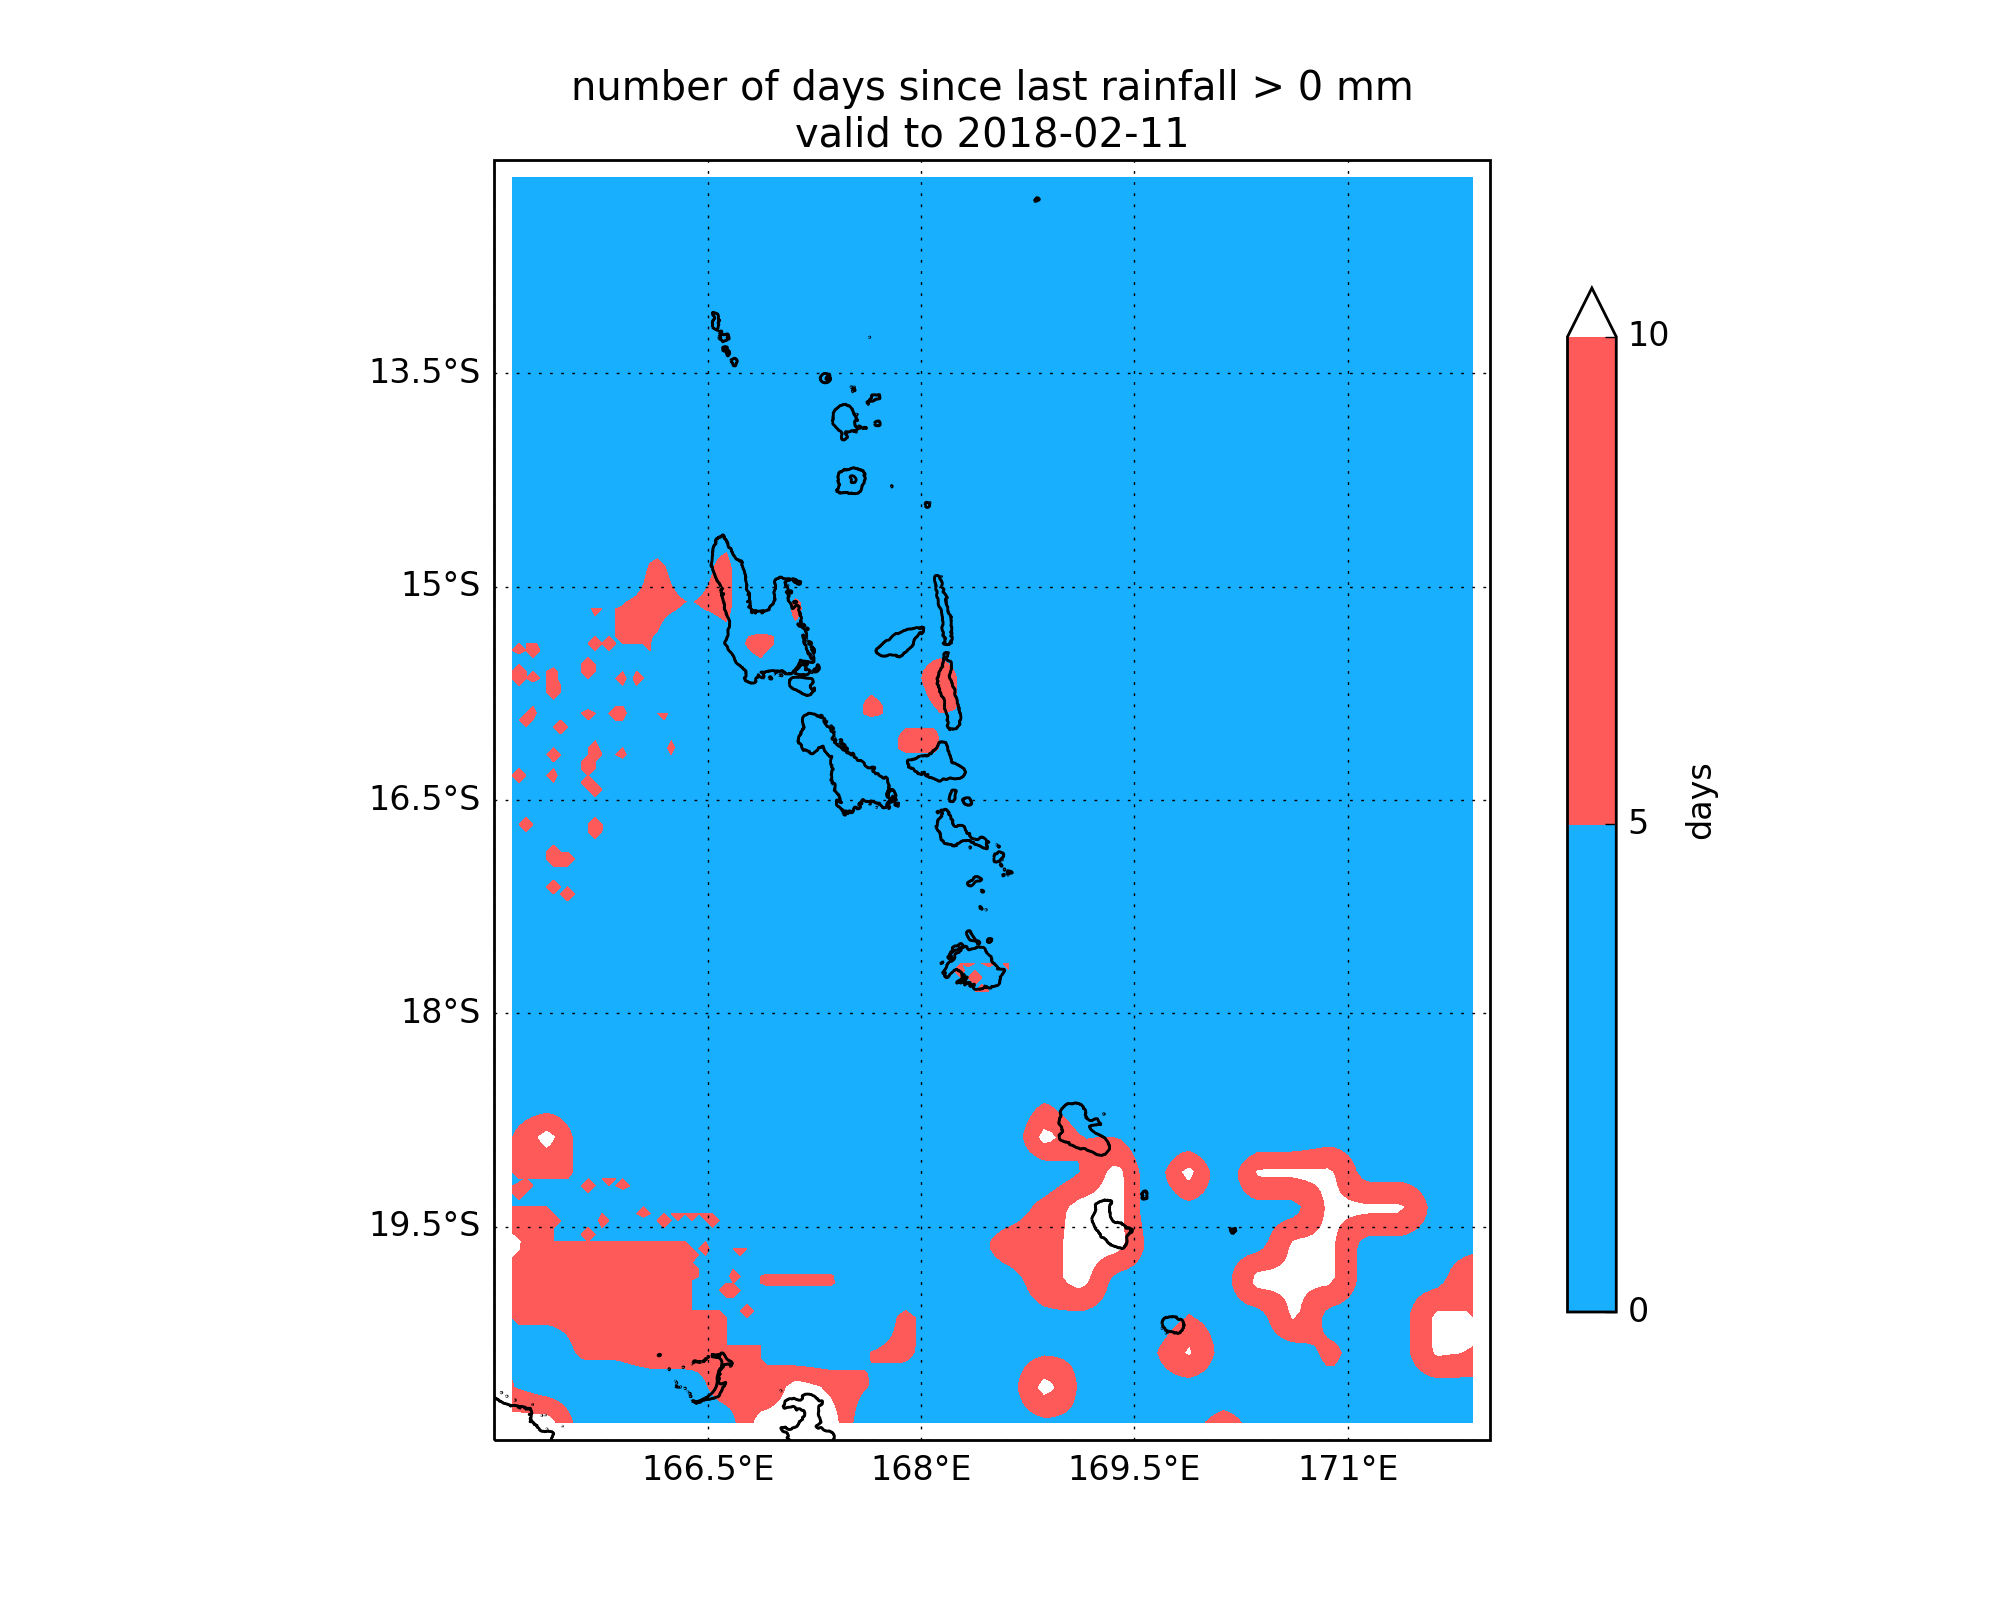 number of days since last rainfall > 0 mm
valid to 2018-02-11
13.5°S
15°S
16.5°S
18°S
19.5°S
166.5°E
168°E
169.5°E
171°E
10
5
0
days